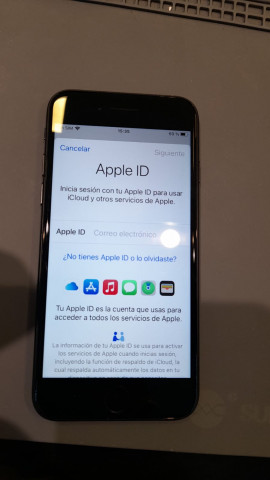 SIM
15:35
Cancelar
Siguiente
Apple ID
Inicia sesión con tu Apple ID para usar
iCloud y otros servicios de Apple.
Apple ID Correo electrónico
¿No tienes Apple ID o lo olvidaste?
Tu Apple ID es la cuenta que usas para
acceder a todos los servicios de Apple.
La información de tu Apple ID se usa para activar
los servicios de Apple cuando inicias sesión,
incluyendo la función de respaldo de iCloud, la
cual respalda automáticamente los datos en tu